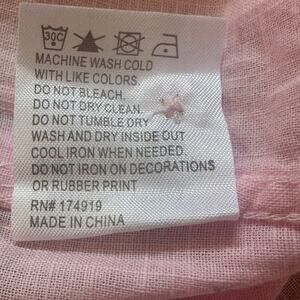 30C
MACHINE WASH COLD
WITH LIKE COLORS.
DO NOT BLEACH.
DO NOT DRY CLEAN.
DO NOT TUMBLE DRY
WASH AND DRY INSIDE OUT
COOL IRON WHEN NEEDED.
DO NOT IRON ON DECORATIONS
OR RUBBER PRINT
RN# 174919
MADE IN CHINA